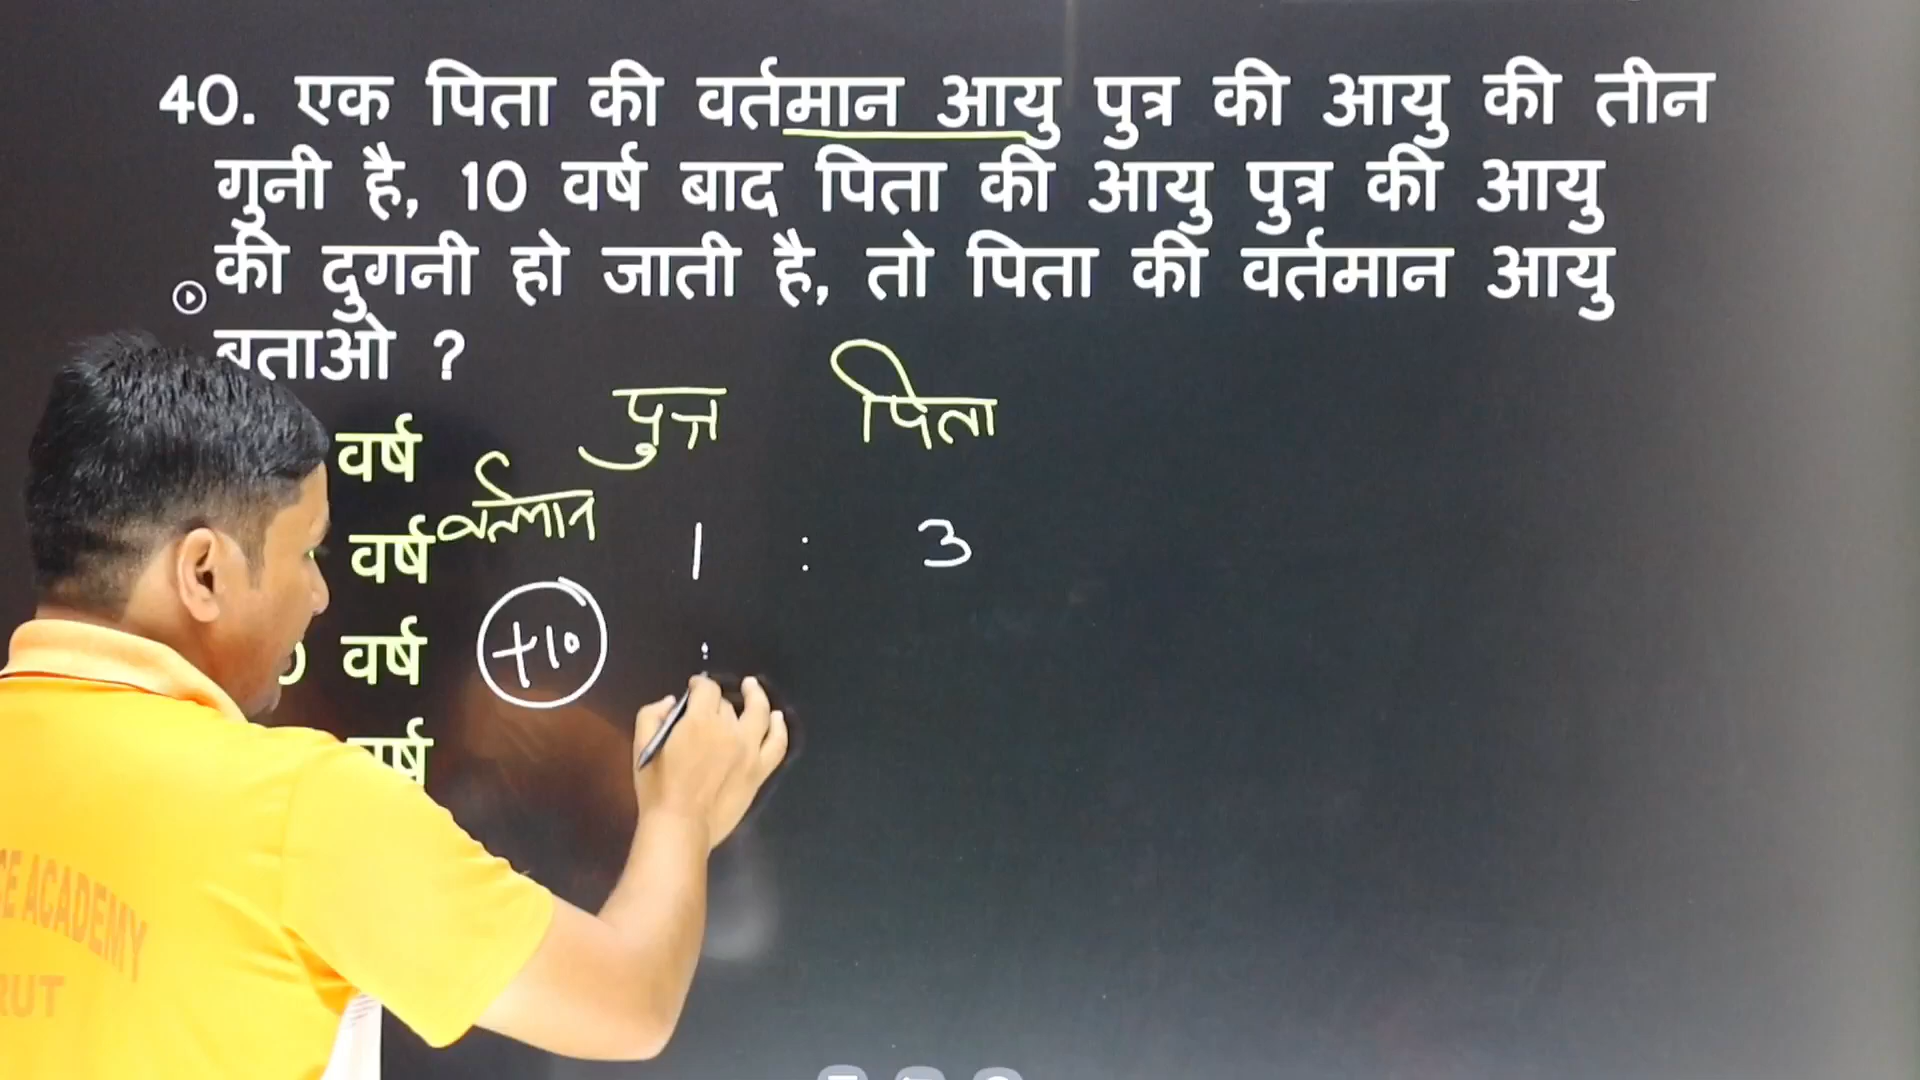 40. एक पिता की वर्तमान आयु पुत्र की आयु की तीन
गुनी है, 10 वर्ष बाद पिता की आयु पुत्र की आयु
की दुगनी हो जाती है, तो पिता की वर्तमान आयु
बताओ ?
पुत्र पिता
वर्ष
वर्तमान 1 : 3
वर्ष
+10
वर्ष
वर्ष
ACADEMY